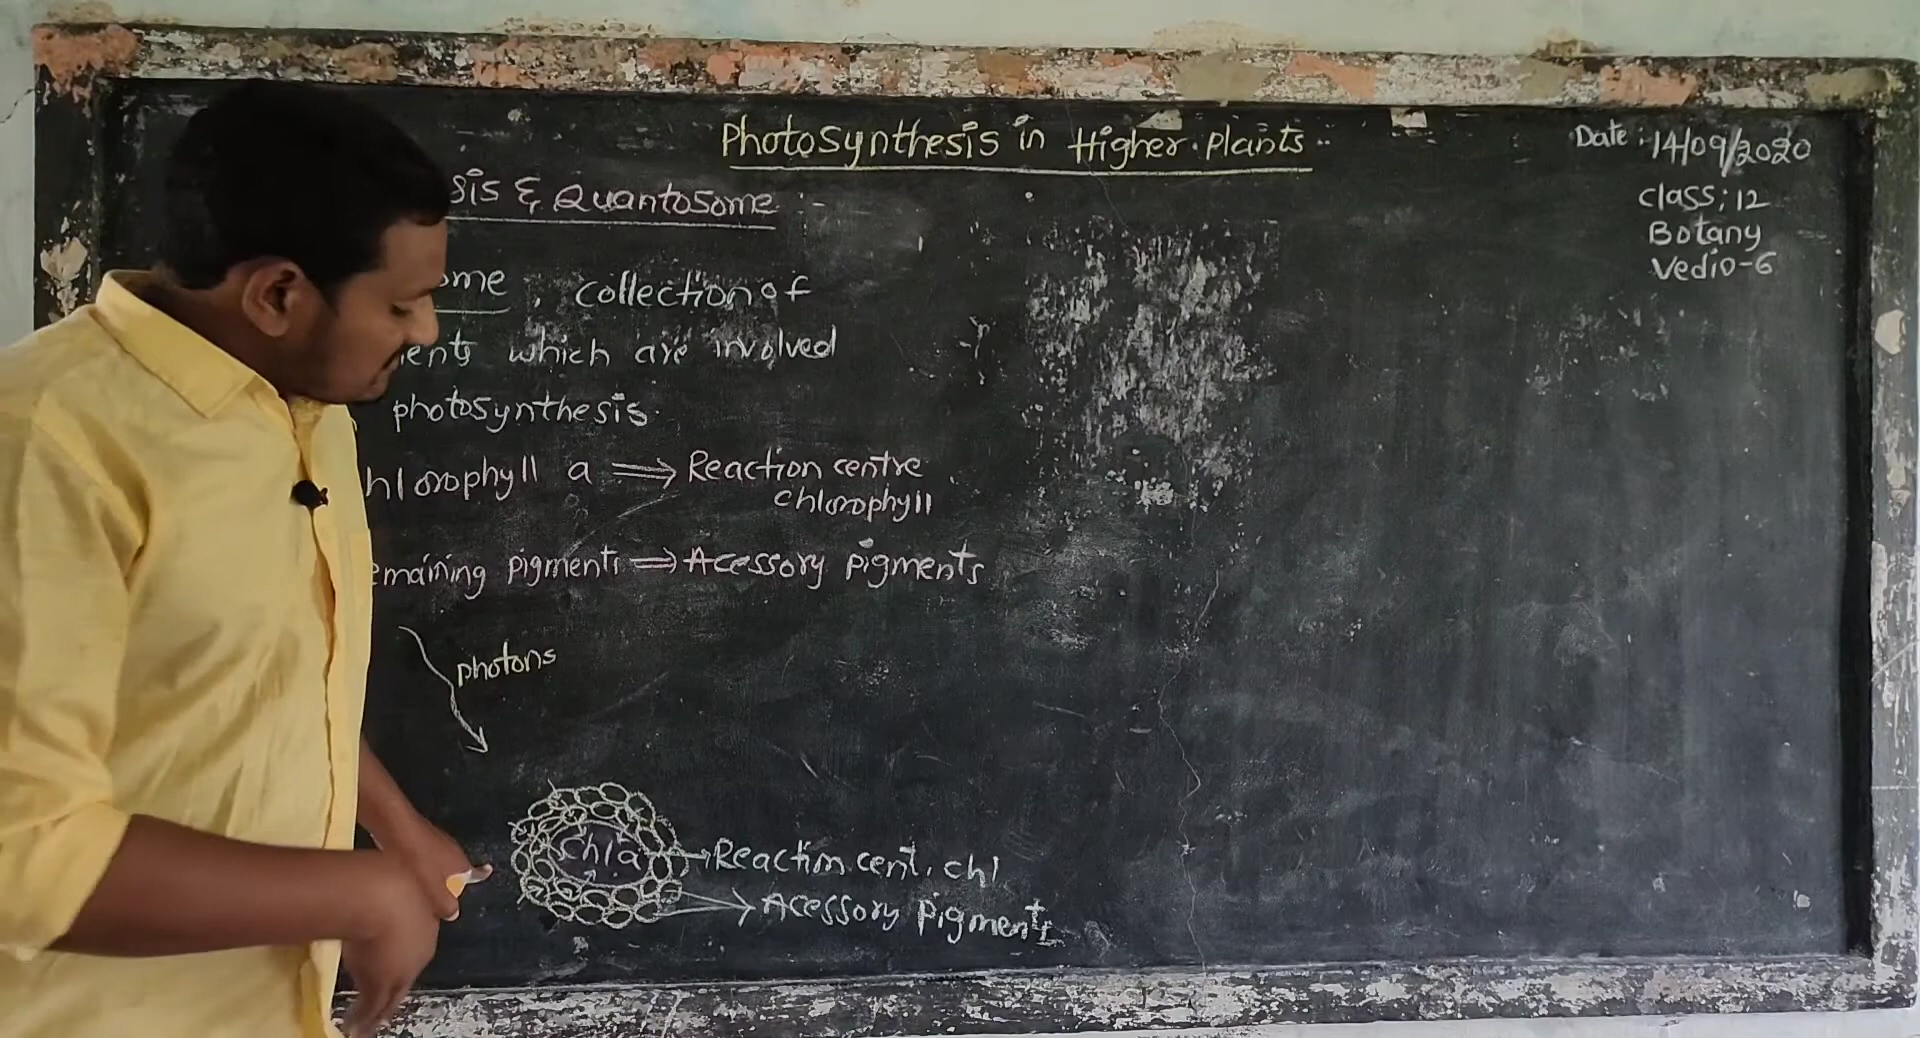 Photosynthesis in Higher Plants
Date: 14/09/2020
class: 12
Botany
Vedio-6
sis & Quantosome :-
ome, collection of
ents which are involved
photosynthesis.
hlorophyll a ⇒ Reaction centre
chlorophyll
emaining pigments ⇒ Acessory pigments
photons
chl a
Reaction cent. chl
Acessory pigments